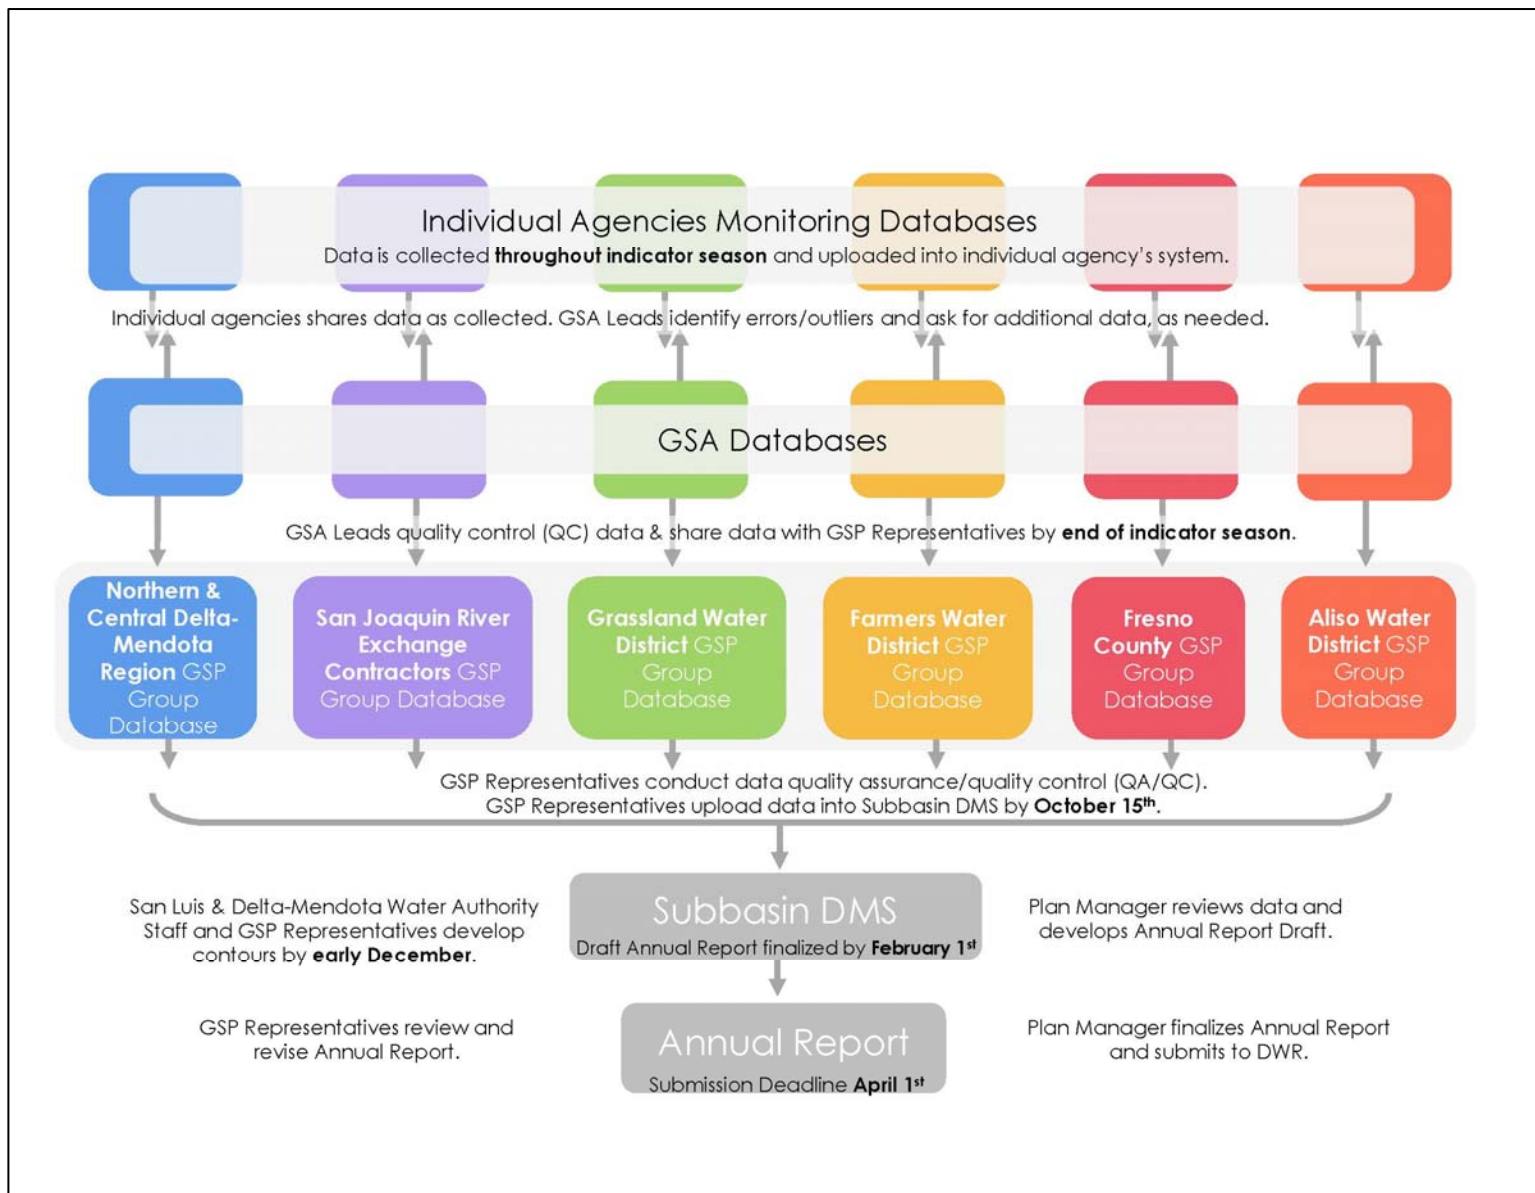 Individual Agencies Monitoring Databases
Data is collected throughout indicator season and uploaded into individual agency's system.
Individual agencies shares data as collected. GSA Leads identify errors/outliers and ask for additional data, as needed.
GSA Databases
GSA Leads quality control (QC) data & share data with GSP Representatives by end of indicator season.
Northern &
Central Delta-
Mendota
Region GSP
Group
Database
San Joaquin River
Exchange
Contractors GSP
Group Database
Grassland Water
District GSP
Group
Database
Farmers Water
District GSP
Group
Database
Fresno
County GSP
Group
Database
Aliso Water
District GSP
Group
Database
GSP Representatives conduct data quality assurance/quality control (QA/QC).
GSP Representatives upload data into Subbasin DMS by October 15th.
San Luis & Delta-Mendota Water Authority
Staff and GSP Representatives develop
contours by early December.
Subbasin DMS
Draft Annual Report finalized by February 1st
Plan Manager reviews data and
develops Annual Report Draft.
GSP Representatives review and
revise Annual Report.
Annual Report
Submission Deadline April 1st
Plan Manager finalizes Annual Report
and submits to DWR.